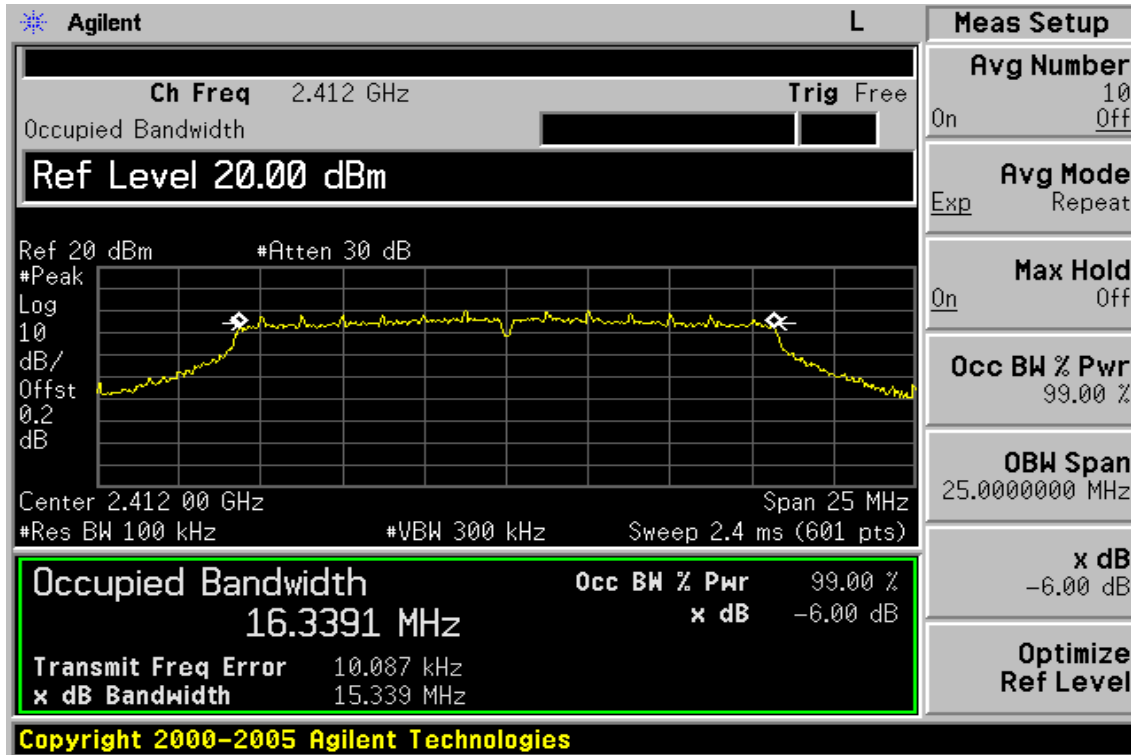 Agilent L
Ch Freq 2.412 GHz Trig Free
Occupied Bandwidth
Ref Level 20.00 dBm
Ref 20 dBm #Atten 30 dB
#Peak
Log
10
dB/
Offst
0.2
dB
Center 2.412 00 GHz Span 25 MHz
#Res BW 100 kHz #VBW 300 kHz Sweep 2.4 ms (601 pts)
Occupied Bandwidth Occ BW % Pwr 99.00 %
16.3391 MHz x dB -6.00 dB
Transmit Freq Error 10.087 kHz
x dB Bandwidth 15.339 MHz
Copyright 2000-2005 Agilent Technologies
Meas Setup
Avg Number
10
On Off
Avg Mode
Exp Repeat
Max Hold
On Off
Occ BW % Pwr
99.00 %
OBW Span
25.0000000 MHz
x dB
-6.00 dB
Optimize
Ref Level